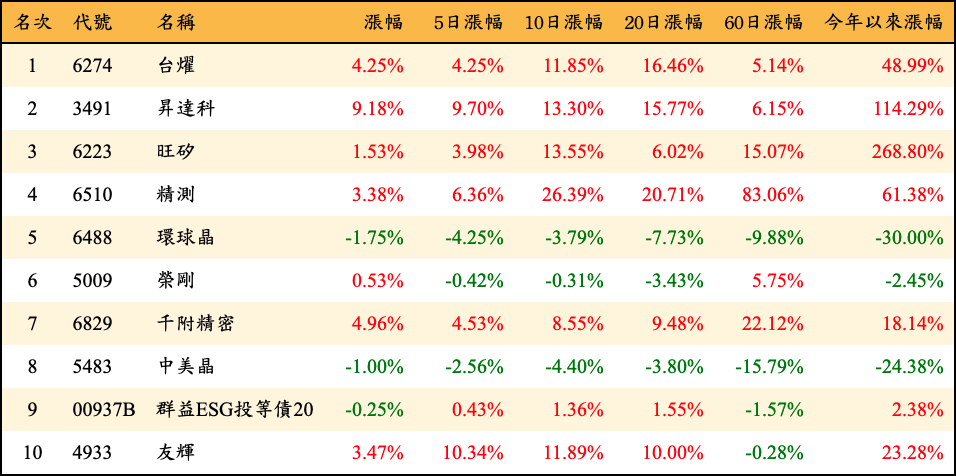 名次 代號 名稱 漲幅 5日漲幅 10日漲幅 20日漲幅 60日漲幅 今年以來漲幅
1 6274 台燿 4.25% 4.25% 11.85% 16.46% 5.14% 48.99%
2 3491 昇達科 9.18% 9.70% 13.30% 15.77% 6.15% 114.29%
3 6223 旺矽 1.53% 3.98% 13.55% 6.02% 15.07% 268.80%
4 6510 精測 3.38% 6.36% 26.39% 20.71% 83.06% 61.38%
5 6488 環球晶 -1.75% -4.25% -3.79% -7.73% -9.88% -30.00%
6 5009 榮剛 0.53% -0.42% -0.31% -3.43% 5.75% -2.45%
7 6829 千附精密 4.96% 4.53% 8.55% 9.48% 22.12% 18.14%
8 5483 中美晶 -1.00% -2.56% -4.40% -3.80% -15.79% -24.38%
9 00937B 群益ESG投等債20 -0.25% 0.43% 1.36% 1.55% -1.57% 2.38%
10 4933 友輝 3.47% 10.34% 11.89% 10.00% -0.28% 23.28%